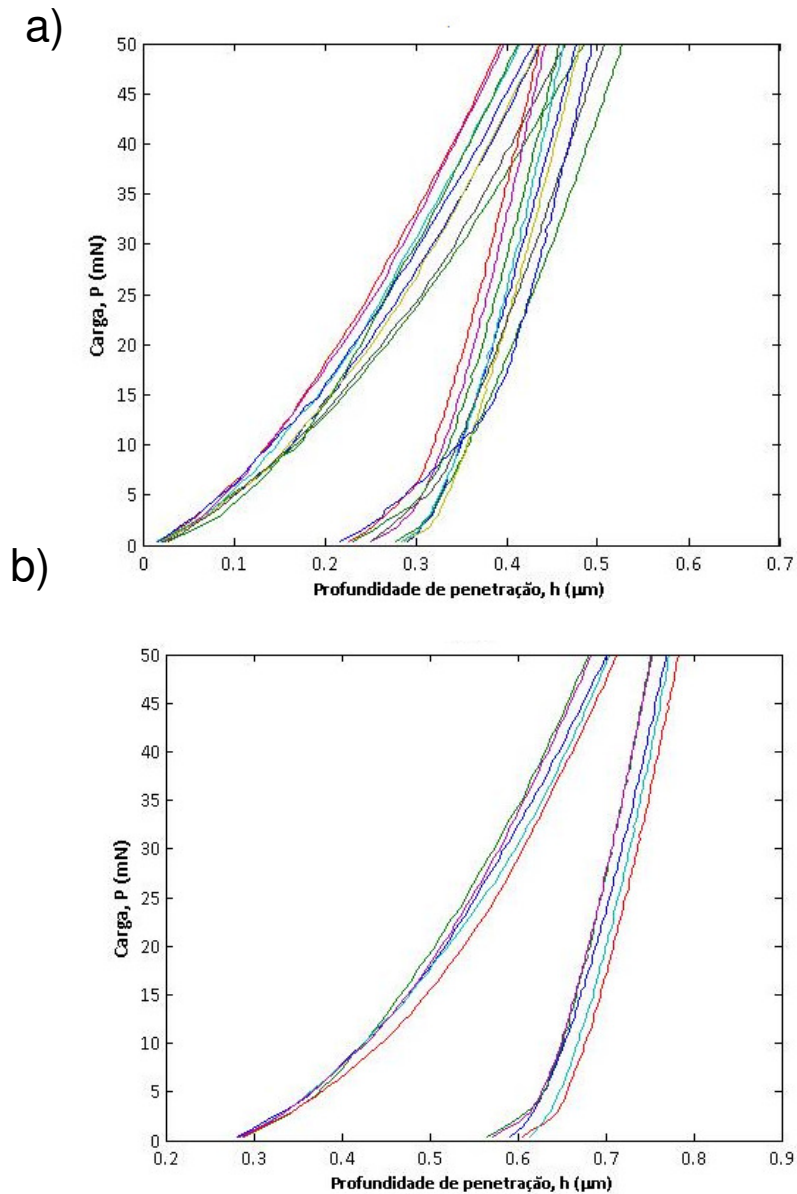 a)
50
45
40
35
30
25
20
15
10
5
0
Carga, P (mN)
0 0.1 0.2 0.3 0.4 0.5 0.6 0.7
Profundidade de penetração, h (µm)
b)
50
45
40
35
30
25
20
15
10
5
0
Carga, P (mN)
0.2 0.3 0.4 0.5 0.6 0.7 0.8 0.9
Profundidade de penetração, h (µm)